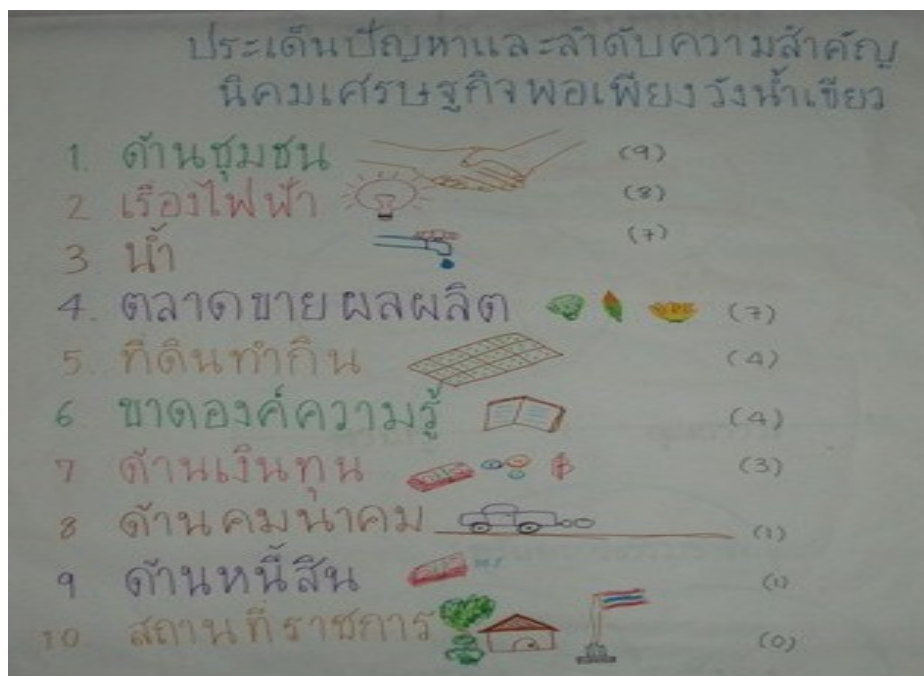 ประเด็นปัญหาและลำดับความสำคัญ
นิคมเศรษฐกิจพอเพียงวังน้ำเขียว
1. ด้านชุมชน (9)
2 เรื่องไฟฟ้า (8)
3 น้ำ (7)
4. ตลาดขายผลผลิต (7)
5. ที่ดินทำกิน (4)
6 ขาดองค์ความรู้ (4)
7 ด้านเงินทุน (3)
8 ด้านคมนาคม (1)
9 ด้านหนี้สิน (1)
10 สถานที่ราชการ (0)